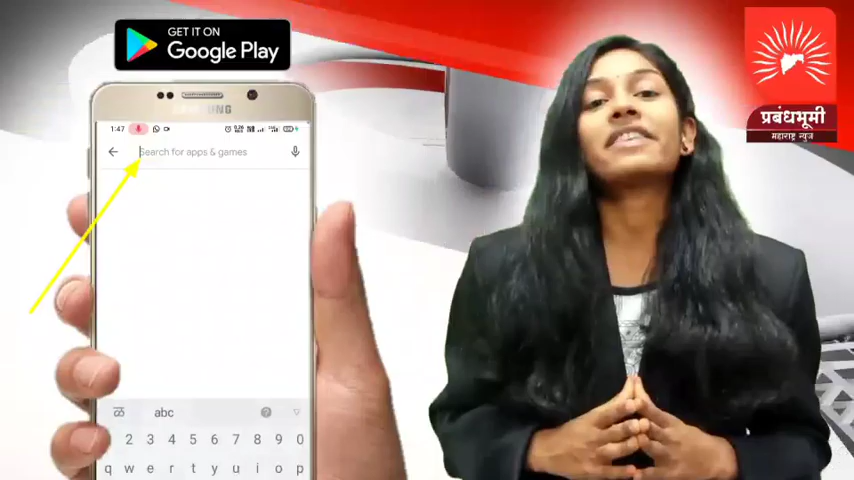 GET IT ON
Google Play
SAMSUNG
1:47
Search for apps & games
प्रबंधभूमी
महाराष्ट्र न्यूज
abc
2 3 4 5 6 7 8 9 0
q w e r t y u i o p